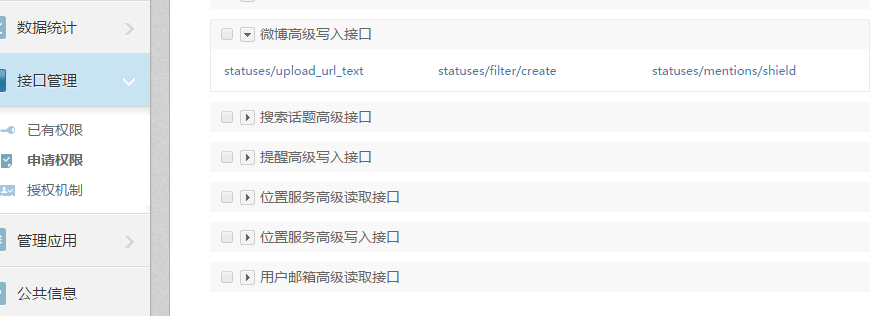 数据统计
接口管理
已有权限
申请权限
授权机制
管理应用
公共信息
微博高级写入接口
statuses/upload_url_text
statuses/filter/create
statuses/mentions/shield
搜索话题高级接口
提醒高级写入接口
位置服务高级读取接口
位置服务高级写入接口
用户邮箱高级读取接口